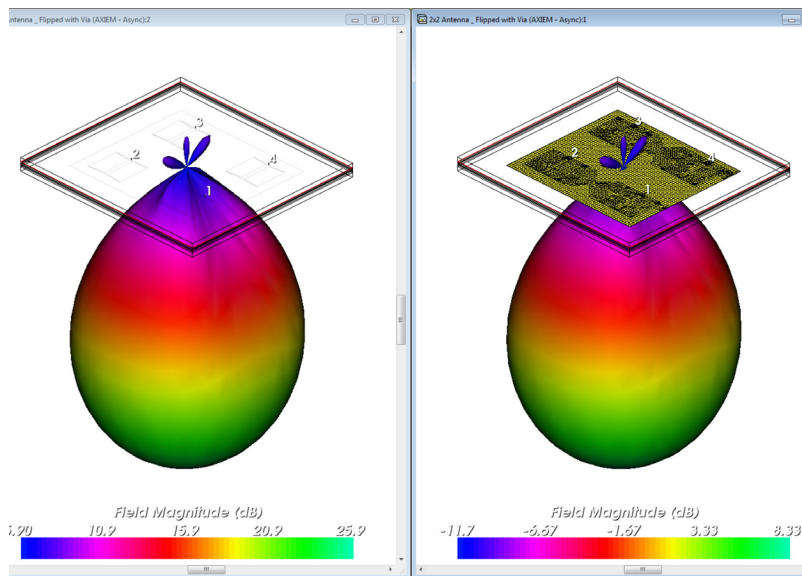 ntenna _ Flipped with Via (AXIEM - Async):2
2x2 Antenna _ Flipped with Via (AXIEM - Async):1
3
2
4
1
3
2
4
1
Field Magnitude (dB)
5.90 10.9 15.9 20.9 25.9
Field Magnitude (dB)
-11.7 -6.67 -1.67 3.33 8.33